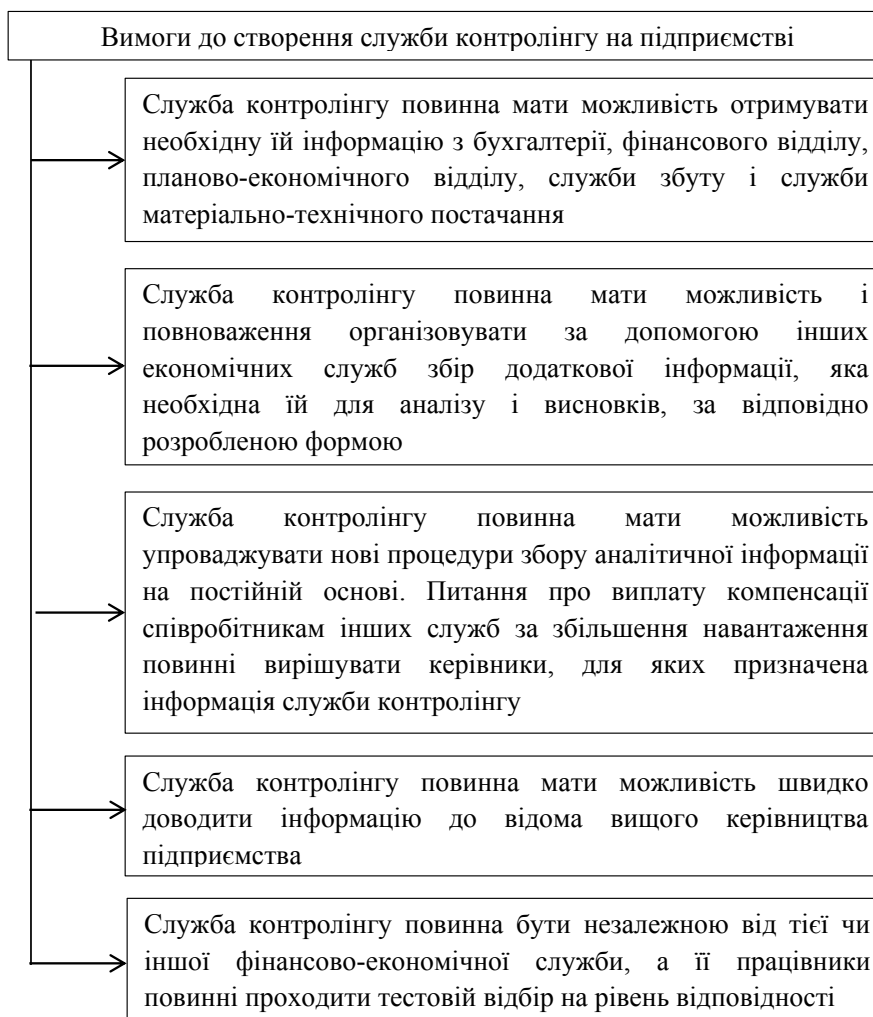 Вимоги до створення служби контролінгу на підприємстві
Служба контролінгу повинна мати можливість отримувати
необхідну їй інформацію з бухгалтерії, фінансового відділу,
планово-економічного відділу, служби збуту і служби
матеріально-технічного постачання
Служба контролінгу повинна мати можливість і
повноваження організовувати за допомогою інших
економічних служб збір додаткової інформації, яка
необхідна їй для аналізу і висновків, за відповідно
розробленою формою
Служба контролінгу повинна мати можливість
упроваджувати нові процедури збору аналітичної інформації
на постійній основі. Питання про виплату компенсації
співробітникам інших служб за збільшення навантаження
повинні вирішувати керівники, для яких призначена
інформація служби контролінгу
Служба контролінгу повинна мати можливість швидко
доводити інформацію до відома вищого керівництва
підприємства
Служба контролінгу повинна бути незалежною від тієї чи
іншої фінансово-економічної служби, а її працівники
повинні проходити тестовій відбір на рівень відповідності